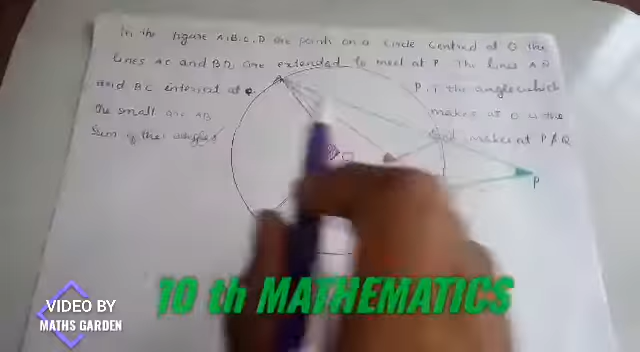 In the figure A,B,C,D are points on a circle centred at O. The
lines AC and BD are extended to meet at P. The lines AD
and BC intersect at Q. P.T the angle which
the small arc AB makes at O is the
sum of the angles makes at P & Q
O
P
VIDEO BY
MATHS GARDEN
10 th MATHEMATICS